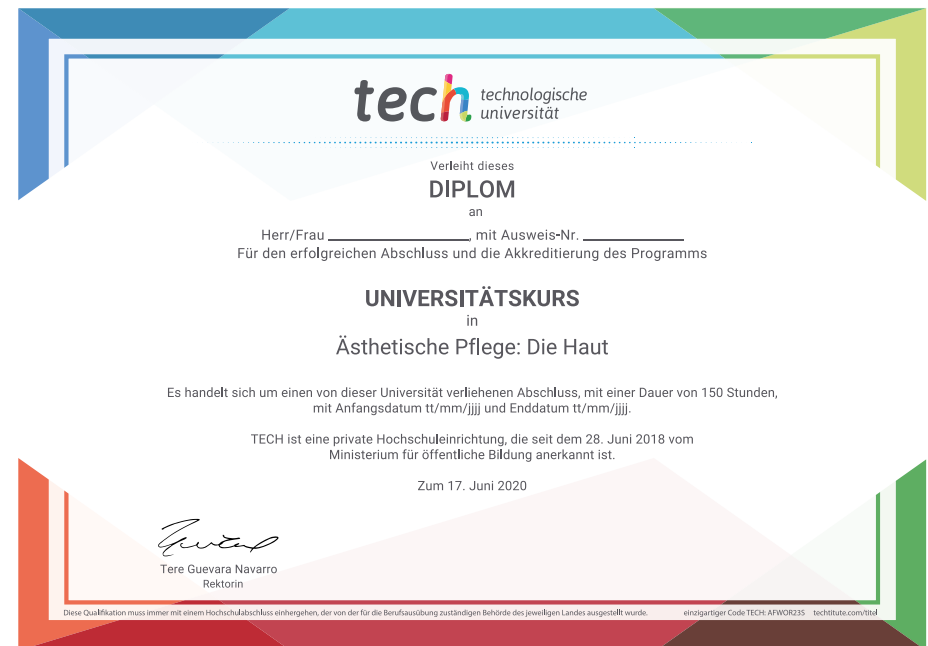 tech technologische
universität
Verleiht dieses
DIPLOM
an
Herr/Frau ____________________, mit Ausweis-Nr. ______________
Für den erfolgreichen Abschluss und die Akkreditierung des Programms
UNIVERSITÄTSKURS
in
Ästhetische Pflege: Die Haut
Es handelt sich um einen von dieser Universität verliehenen Abschluss, mit einer Dauer von 150 Stunden,
mit Anfangsdatum tt/mm/jjjj und Enddatum tt/mm/jjjj.
TECH ist eine private Hochschuleinrichtung, die seit dem 28. Juni 2018 vom
Ministerium für öffentliche Bildung anerkannt ist.
Zum 17. Juni 2020
Tere Guevara Navarro
Rektorin
Diese Qualifikation muss immer mit einem Hochschulabschluss einhergehen, der von der für die Berufsausübung zuständigen Behörde des jeweiligen Landes ausgestellt wurde. einzigartiger Code TECH: AFWOR23S techtitute.com/titel